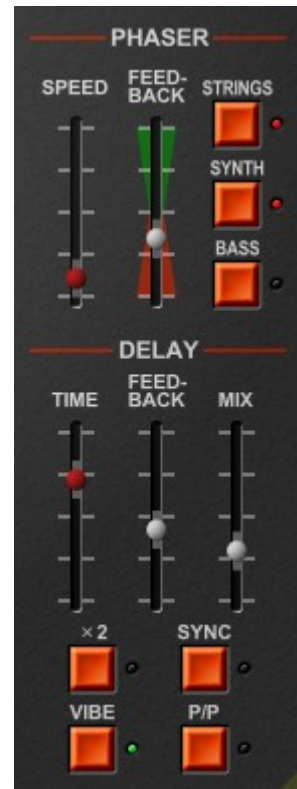 PHASER
SPEED
FEED-
BACK
STRINGS
SYNTH
BASS
DELAY
TIME
FEED-
BACK
MIX
×2
SYNC
VIBE
P/P